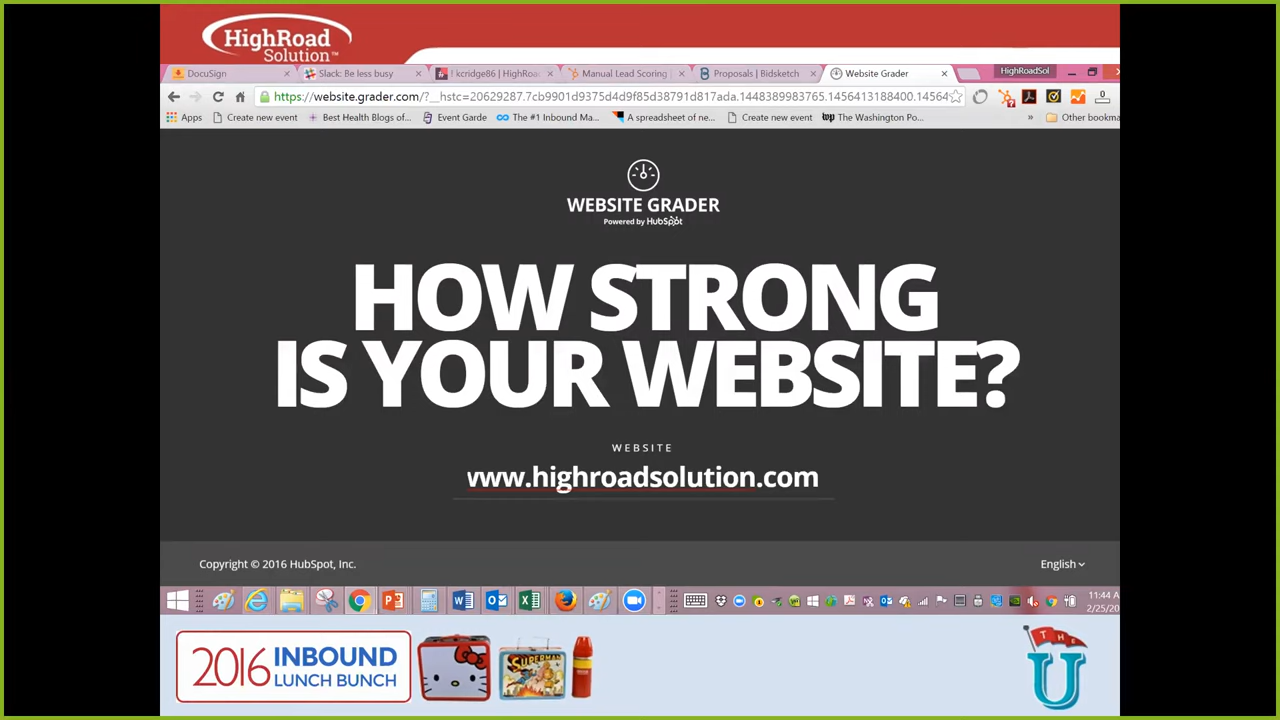 HighRoad
Solution™
DocuSign
Slack: Be less busy
! kcridge86 | HighRoa
Manual Lead Scoring |
Proposals | Bidsketch
Website Grader
HighRoadSol
https://website.grader.com/?__hstc=20629287.7cb9901d9375d4d9f85d38791d817ada.1448389983765.1456413188400.14564
Apps
Create new event
Best Health Blogs of...
Event Garde
The #1 Inbound Ma...
A spreadsheet of ne...
Create new event
wp The Washington Po...
»
Other bookma
WEBSITE GRADER
Powered by HubSpot
HOW STRONG
IS YOUR WEBSITE?
WEBSITE
www.highroadsolution.com
Copyright © 2016 HubSpot, Inc.
English
11:44 A
2/25/20
2016 INBOUND
LUNCH BUNCH
SUPERMAN
THE
U